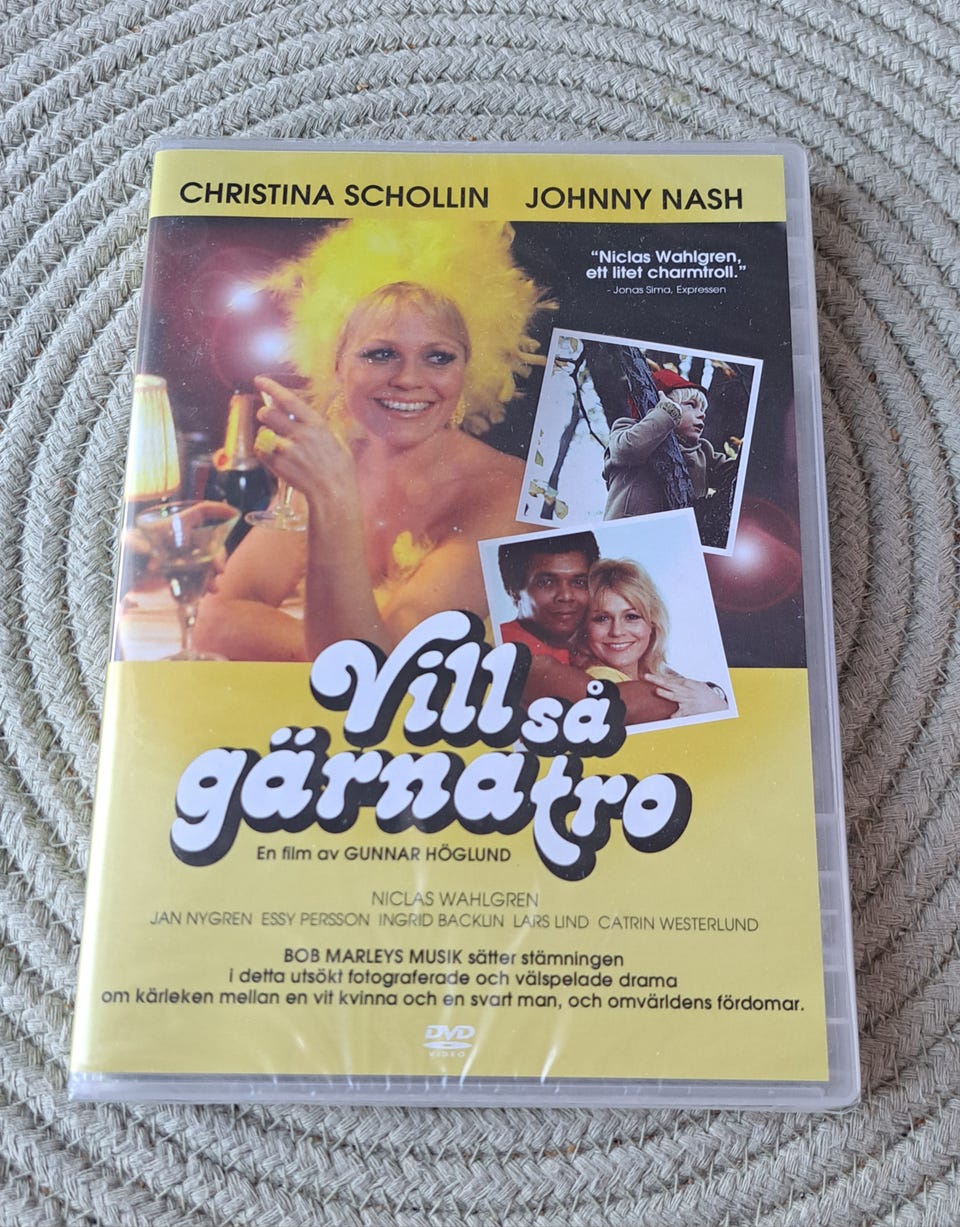 CHRISTINA SCHOLLIN JOHNNY NASH
"Niclas Wahlgren,
ett litet charmtroll."
- Jonas Sima, Expressen
Vill så
gärna tro
En film av GUNNAR HÖGLUND
NICLAS WAHLGREN
JAN NYGREN ESSY PERSSON INGRID BACKLIN LARS LIND CATRIN WESTERLUND
BOB MARLEYS MUSIK sätter stämningen
i detta utsökt fotograferade och välspelade drama
om kärleken mellan en vit kvinna och en svart man, och omvärldens fördomar.
DVD
VIDEO